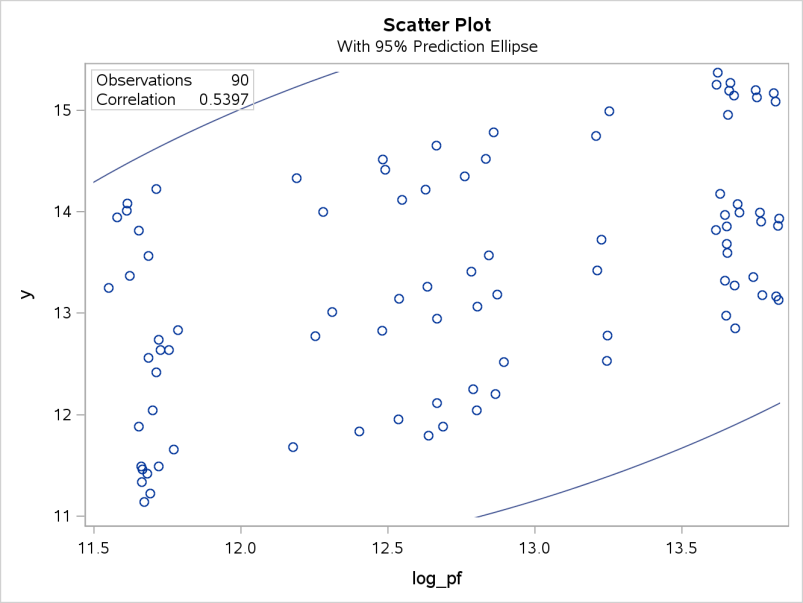 Scatter Plot
With 95% Prediction Ellipse
Observations 90
Correlation 0.5397
15
14
13
12
11
y
11.5 12.0 12.5 13.0 13.5
log_pf